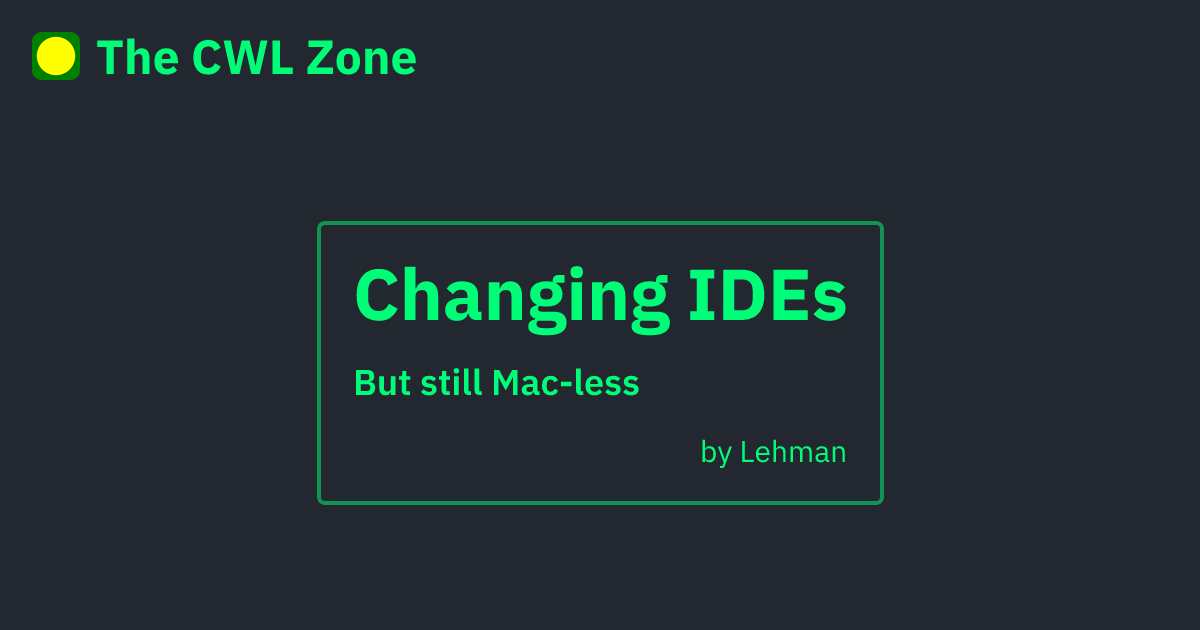 The CWL Zone
Changing IDEs
But still Mac-less
by Lehman